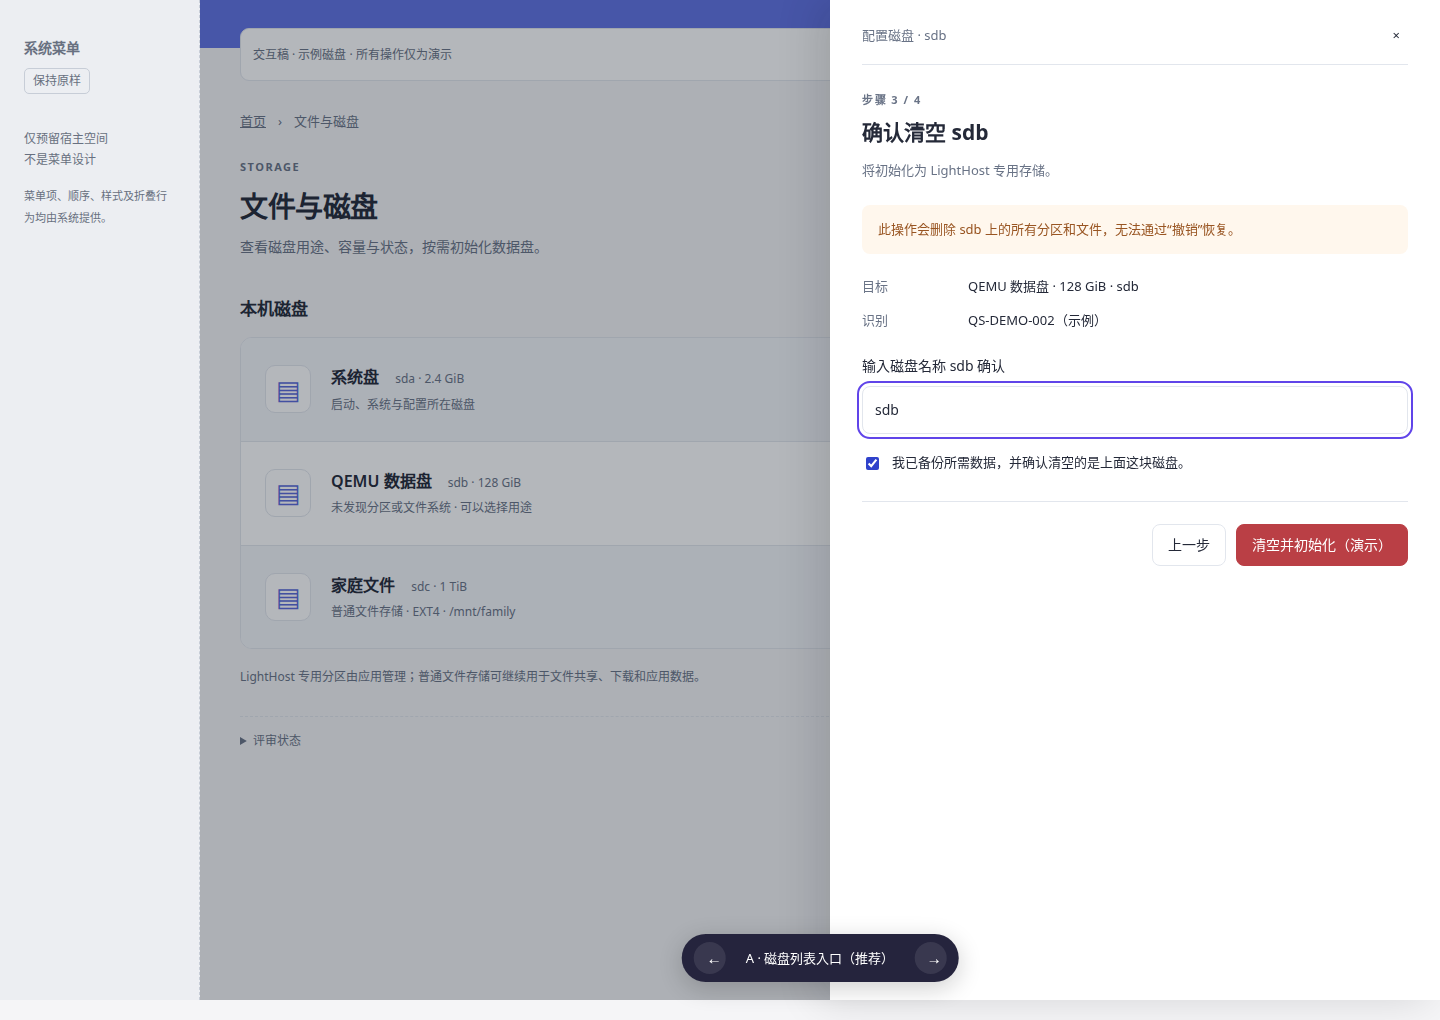 系统菜单
保持原样
仅预留宿主空间
不是菜单设计
菜单项、顺序、样式及折叠行
为均由系统提供。
交互稿 · 示例磁盘 · 所有操作仅为演示
首页 › 文件与磁盘
STORAGE
文件与磁盘
查看磁盘用途、容量与状态，按需初始化数据盘。
本机磁盘
系统盘 sda · 2.4 GiB
启动、系统与配置所在磁盘
QEMU 数据盘 sdb · 128 GiB
未发现分区或文件系统 · 可以选择用途
家庭文件 sdc · 1 TiB
普通文件存储 · EXT4 · /mnt/family
LightHost 专用分区由应用管理；普通文件存储可继续用于文件共享、下载和应用数据。
▶ 评审状态
配置磁盘 · sdb ×
步骤 3 / 4
确认清空 sdb
将初始化为 LightHost 专用存储。
此操作会删除 sdb 上的所有分区和文件，无法通过“撤销”恢复。
目标 QEMU 数据盘 · 128 GiB · sdb
识别 QS-DEMO-002（示例）
输入磁盘名称 sdb 确认
sdb
我已备份所需数据，并确认清空的是上面这块磁盘。
上一步 清空并初始化（演示）
← A · 磁盘列表入口（推荐） →